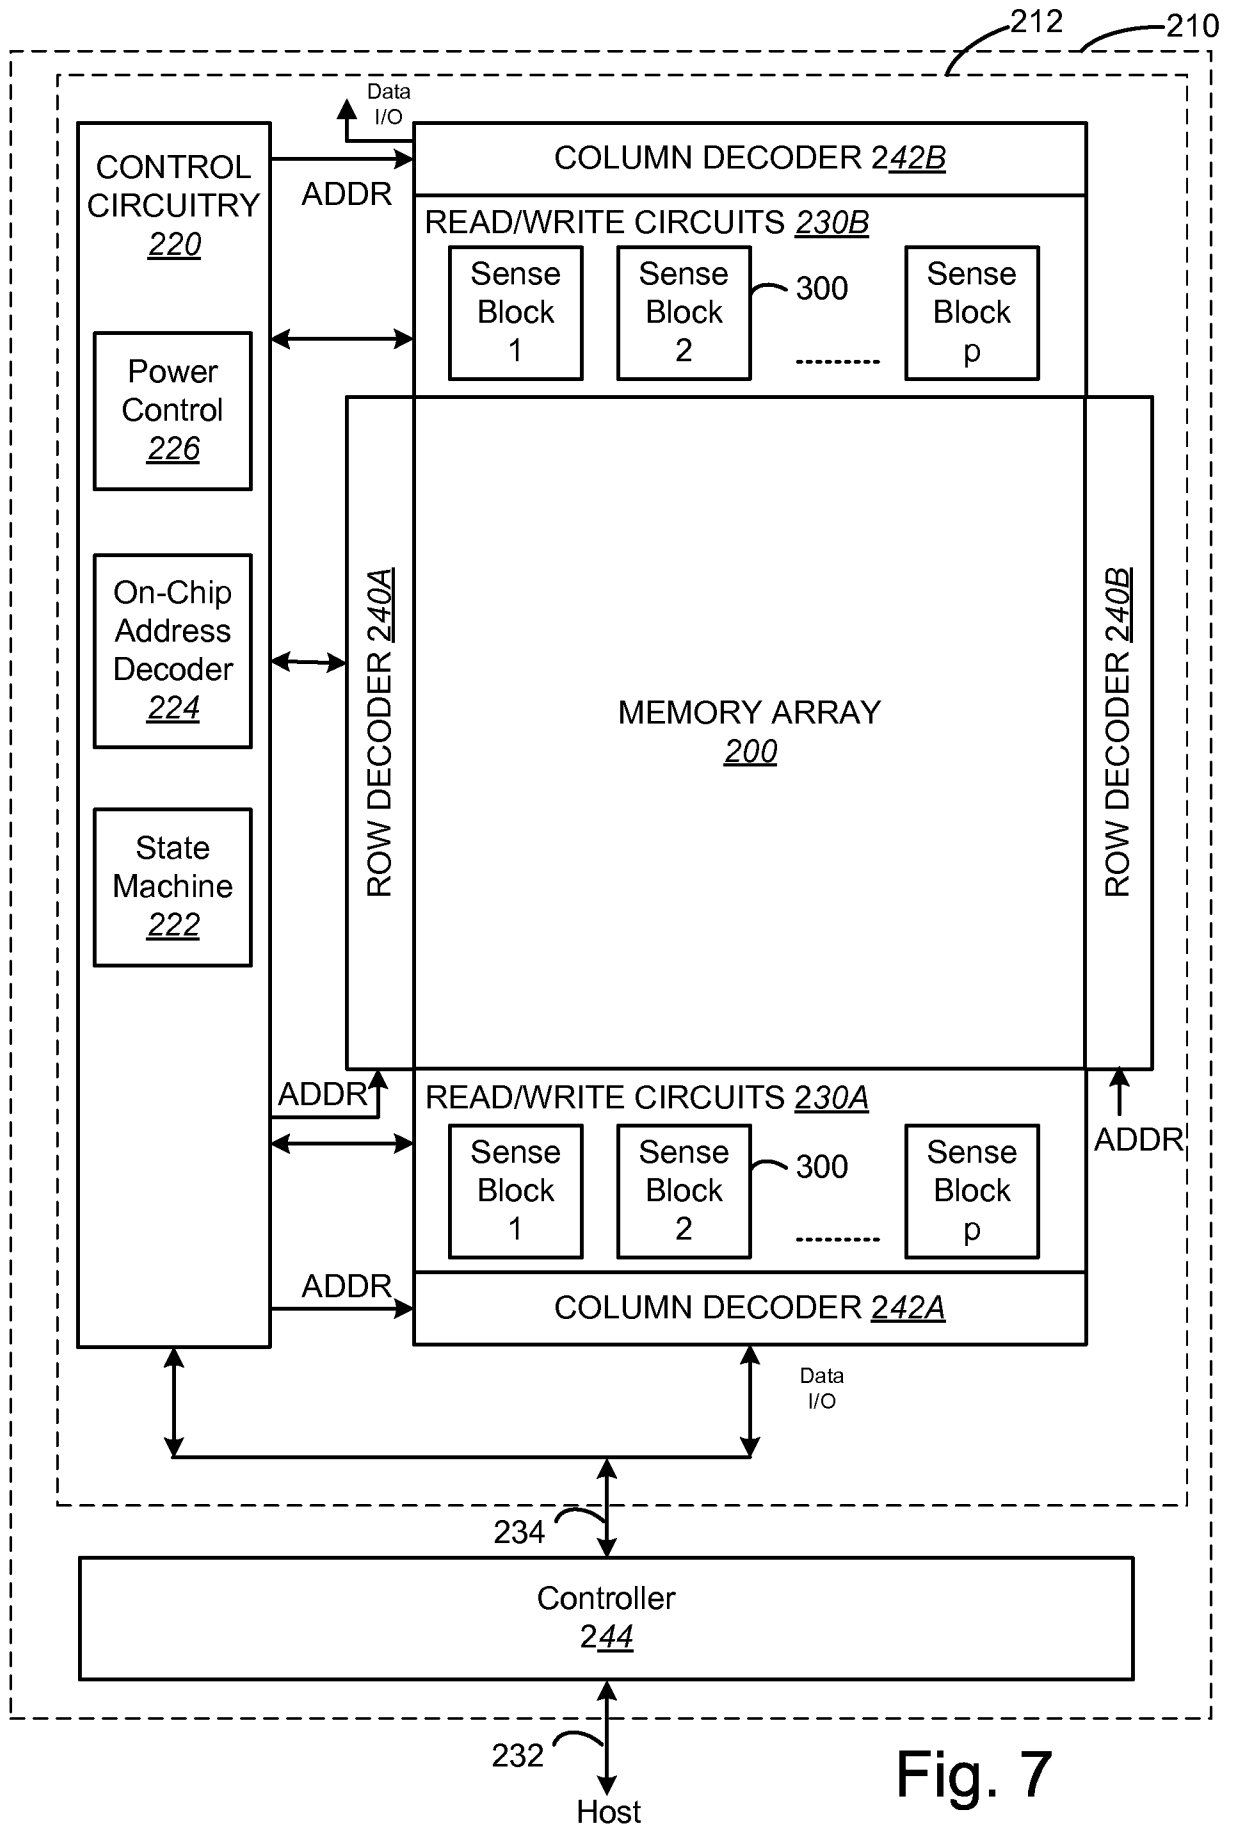 212
210
Data
I/O
CONTROL
CIRCUITRY
220
ADDR
COLUMN DECODER 242B
READ/WRITE CIRCUITS 230B
Sense
Block
1
Sense
Block
2
300
.........
Sense
Block
p
Power
Control
226
On-Chip
Address
Decoder
224
State
Machine
222
ROW DECODER 240A
MEMORY ARRAY
200
ROW DECODER 240B
ADDR
READ/WRITE CIRCUITS 230A
Sense
Block
1
Sense
Block
2
300
.........
Sense
Block
p
ADDR
ADDR
COLUMN DECODER 242A
Data
I/O
234
Controller
244
232
Host
Fig. 7